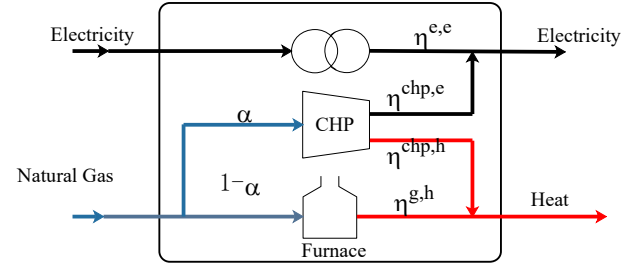 Electricity
η^e,e
Electricity
η^chp,e
α
CHP
η^chp,h
Natural Gas
1-α
η^g,h
Heat
Furnace